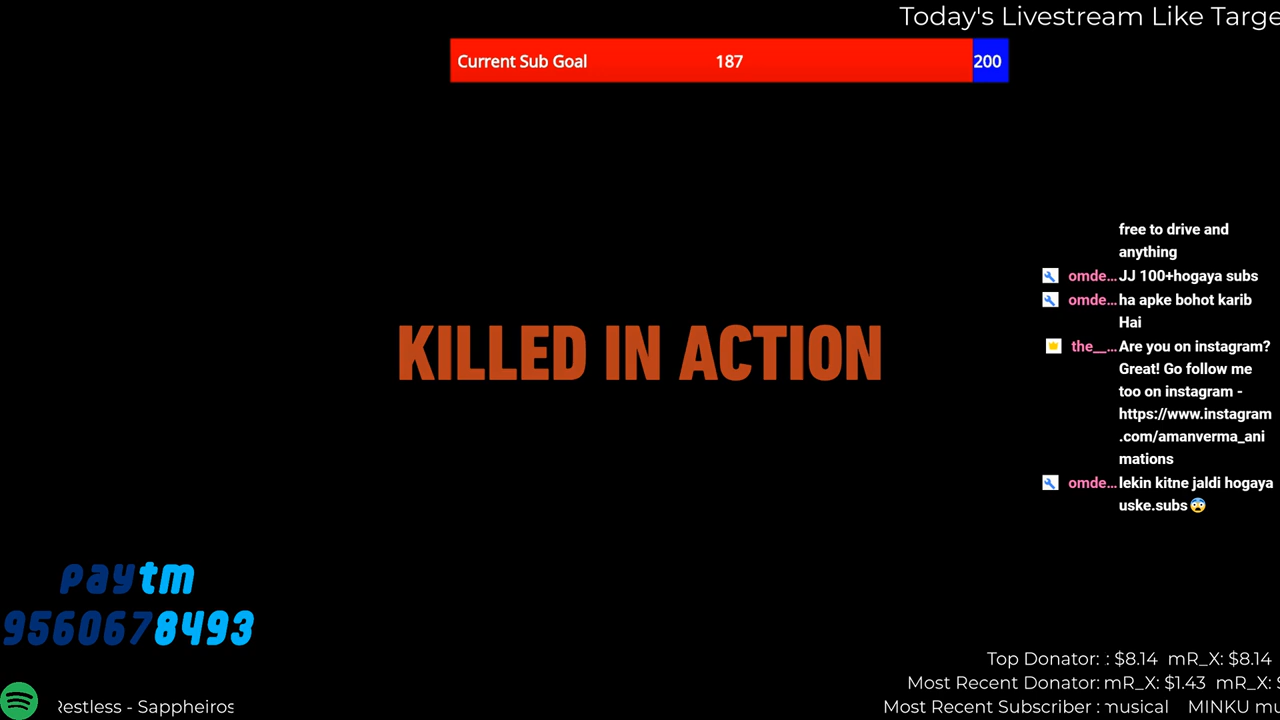 Today's Livestream Like Targe
Current Sub Goal 187 200
free to drive and
anything
omde… JJ 100+hogaya subs
omde… ha apke bohot karib
Hai
KILLED IN ACTION
the__… Are you on instagram?
Great! Go follow me
too on instagram -
https://www.instagram
.com/amanverma_ani
mations
omde… lekin kitne jaldi hogaya
uske.subs😨
paytm
9560678493
Top Donator: : $8.14 mR_X: $8.14
Most Recent Donator: mR_X: $1.43 mR_X: $
Restless - Sappheiros
Most Recent Subscriber : musical MINKU mu